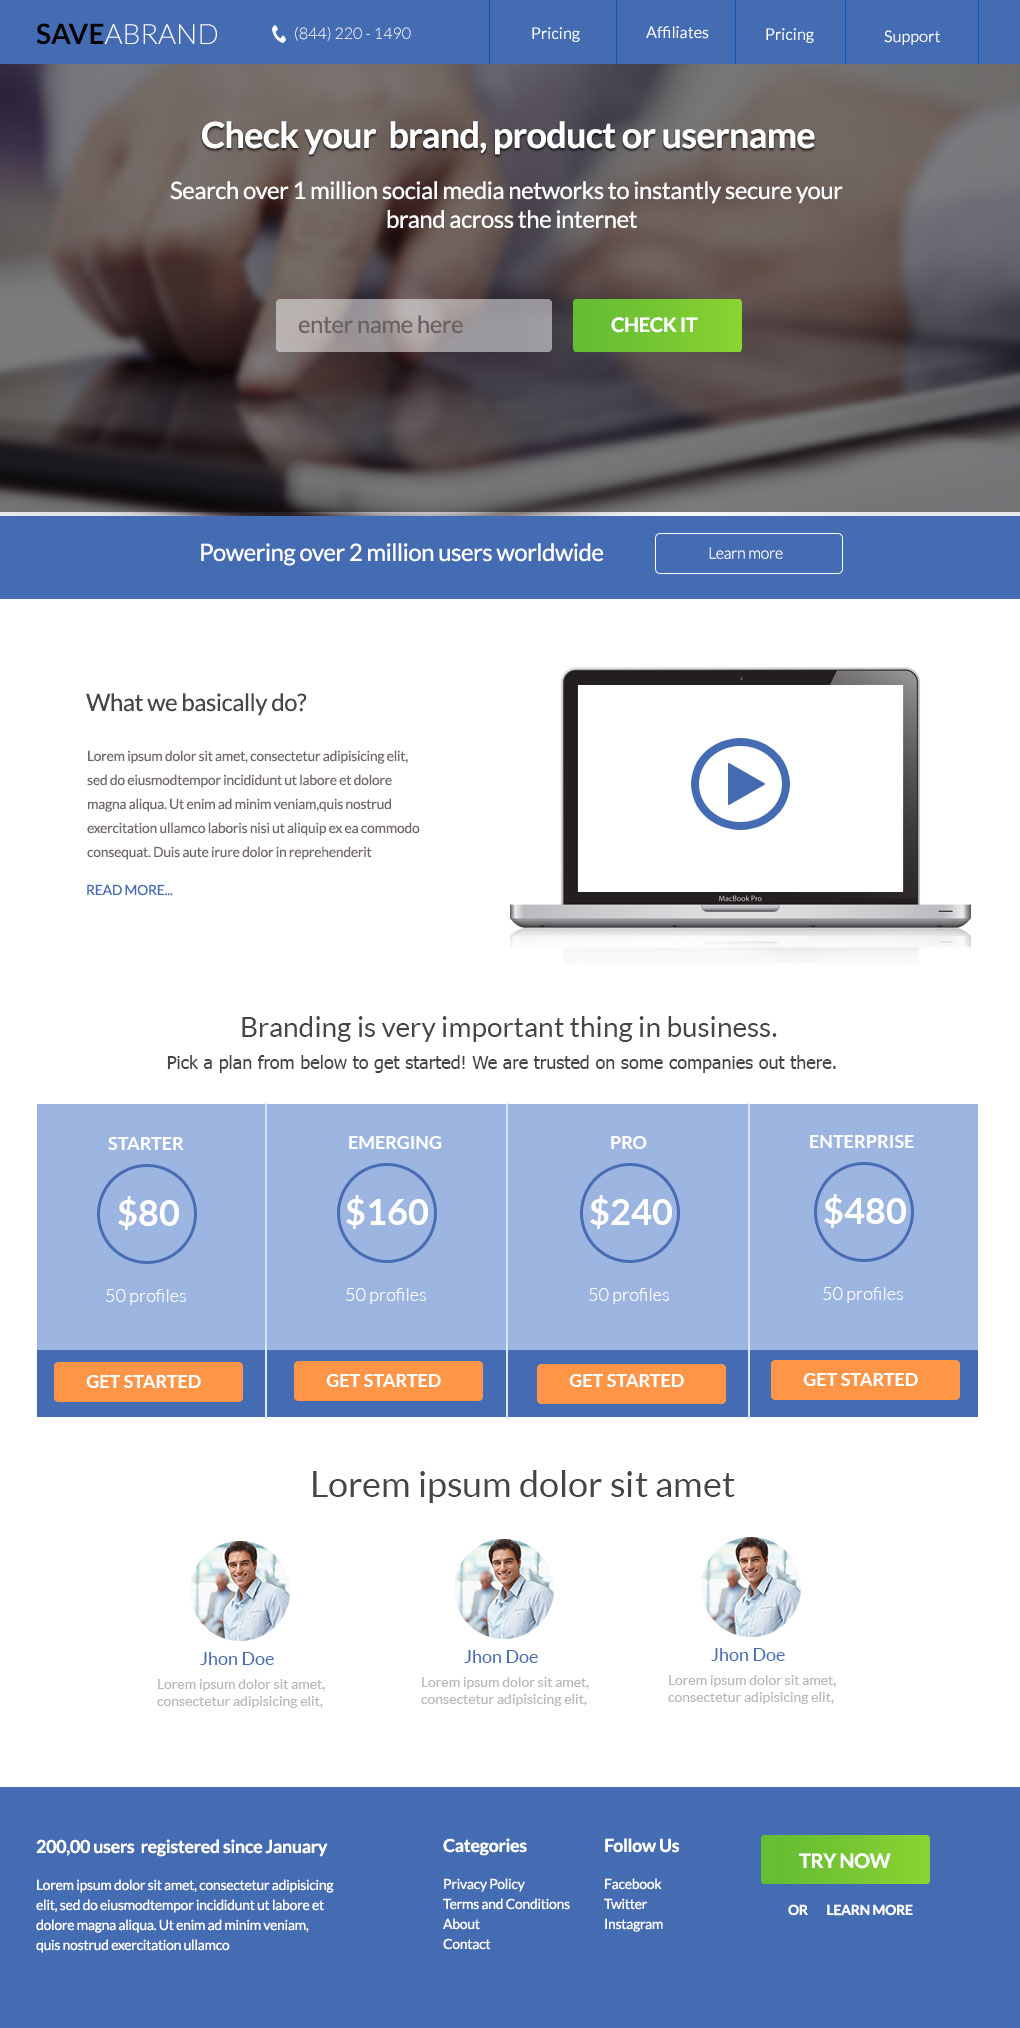 SAVEABRAND
(844) 220 - 1490
Pricing
Affiliates
Pricing
Support
Check your  brand, product or username
Search over 1 million social media networks to instantly secure your
brand across the internet
enter name here
CHECK IT
Powering over 2 million users worldwide
Learn more
What we basically do?
Lorem ipsum dolor sit amet, consectetur adipisicing elit,
sed do eiusmodtempor incididunt ut labore et dolore
magna aliqua. Ut enim ad minim veniam,quis nostrud
exercitation ullamco laboris nisi ut aliquip ex ea commodo
consequat. Duis aute irure dolor in reprehenderit
READ MORE...
MacBook Pro
Branding is very important thing in business.
Pick a plan from below to get started! We are trusted on some companies out there.
STARTER
$80
50 profiles
GET STARTED
EMERGING
$160
50 profiles
GET STARTED
PRO
$240
50 profiles
GET STARTED
ENTERPRISE
$480
50 profiles
GET STARTED
Lorem ipsum dolor sit amet
Jhon Doe
Lorem ipsum dolor sit amet,
consectetur adipisicing elit,
Jhon Doe
Lorem ipsum dolor sit amet,
consectetur adipisicing elit,
Jhon Doe
Lorem ipsum dolor sit amet,
consectetur adipisicing elit,
200,00 users  registered since January
Lorem ipsum dolor sit amet, consectetur adipisicing
elit, sed do eiusmodtempor incididunt ut labore et
dolore magna aliqua. Ut enim ad minim veniam,
quis nostrud exercitation ullamco
Categories
Privacy Policy
Terms and Conditions
About
Contact
Follow Us
Facebook
Twitter
Instagram
TRY NOW
OR LEARN MORE